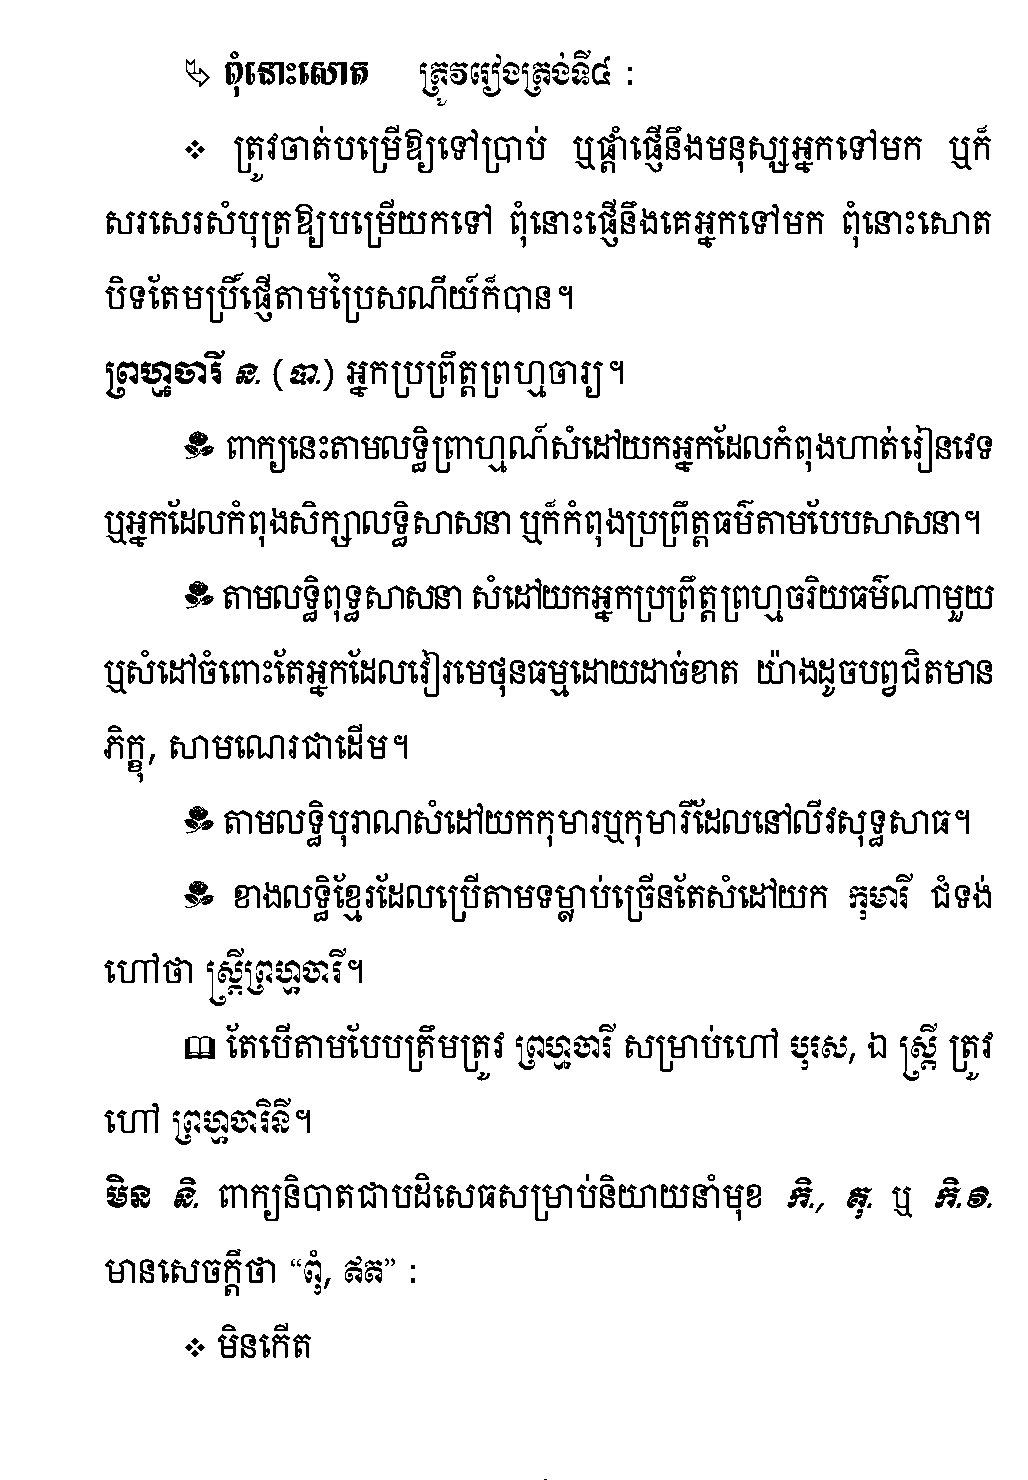 ពុំនោះសោត ត្រូវរៀងត្រង់ទី៤ :
❖ ត្រូវចាត់បម្រើឱ្យទៅប្រាប់ ឬផ្ដាំផ្ញើនឹងមនុស្សអ្នកទៅមក ឬក៏
សរសេរសំបុត្រឱ្យបម្រើយកទៅ ពុំនោះផ្ញើនឹងគេអ្នកទៅមក ពុំនោះសោត
បិទតែមប្រិ៍ផ្ញើតាមប្រៃសណីយ៍ក៏បាន។
ព្រហ្មចារី ន. (បា.) អ្នកប្រព្រឹត្តព្រហ្មចារ្យ។
ពាក្យនេះតាមលទ្ធិព្រាហ្មណ៍សំដៅយកអ្នកដែលកំពុងហាត់រៀនវេទ
ឬអ្នកដែលកំពុងសិក្សាលទ្ធិសាសនា ឬក៏កំពុងប្រព្រឹត្តធម៌តាមបែបសាសនា។
តាមលទ្ធិពុទ្ធសាសនា សំដៅយកអ្នកប្រព្រឹត្តព្រហ្មចរិយធម៌ណាមួយ
ឬសំដៅចំពោះតែអ្នកដែលវៀរមេថុនធម្មដោយដាច់ខាត យ៉ាងដូចបព្វជិតមាន
ភិក្ខុ, សាមណេរជាដើម។
តាមលទ្ធិបុរាណសំដៅយកកុមារឬកុមារីដែលនៅលីវសុទ្ធសាធ។
ខាងលទ្ធិខ្មែរដែលប្រើតាមទម្លាប់ច្រើនតែសំដៅយក កុមារី ជំទង់
ហៅថា ស្ត្រីព្រហ្មចារី។
តែបើតាមបែបត្រឹមត្រូវ ព្រហ្មចារី សម្រាប់ហៅ បុរស, ឯ ស្ត្រី ត្រូវ
ហៅ ព្រហ្មចារិនី។
មិន និ. ពាក្យនិបាតជាបដិសេធសម្រាប់និយាយនាំមុខ កិ., គុ. ឬ កិ.វិ.
មានសេចក្ដីថា “ពុំ, ឥត” :
❖ មិនកើត